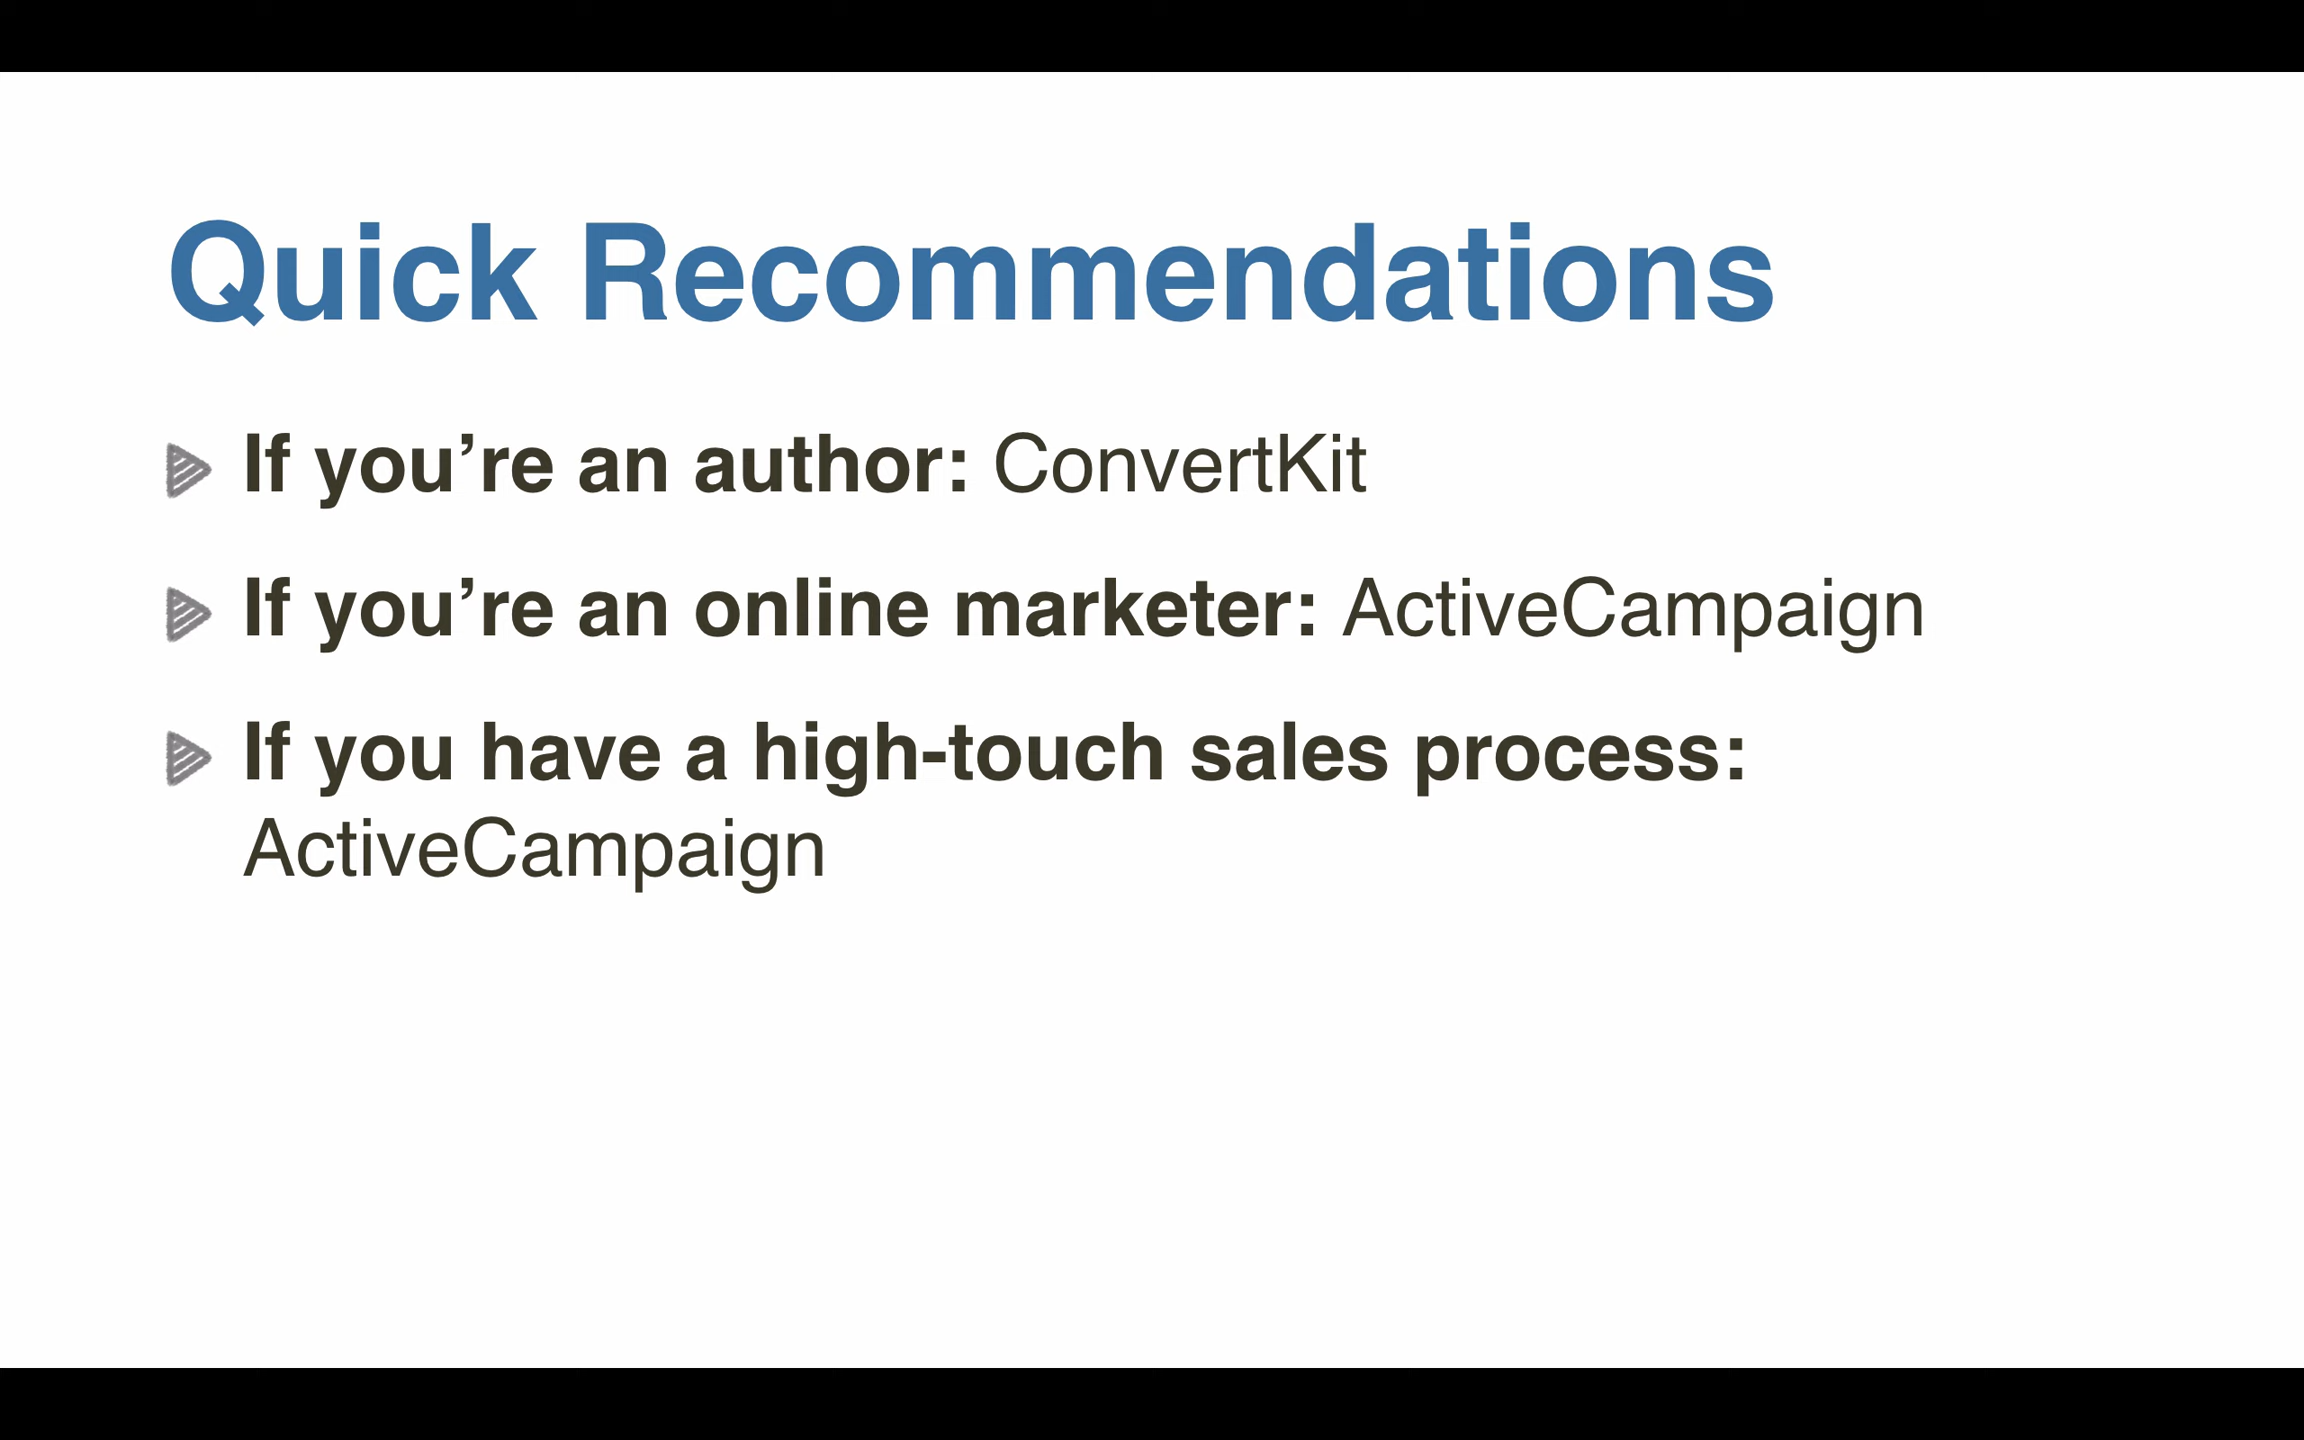 Quick Recommendations
If you’re an author: ConvertKit
If you’re an online marketer: ActiveCampaign
If you have a high-touch sales process:
ActiveCampaign